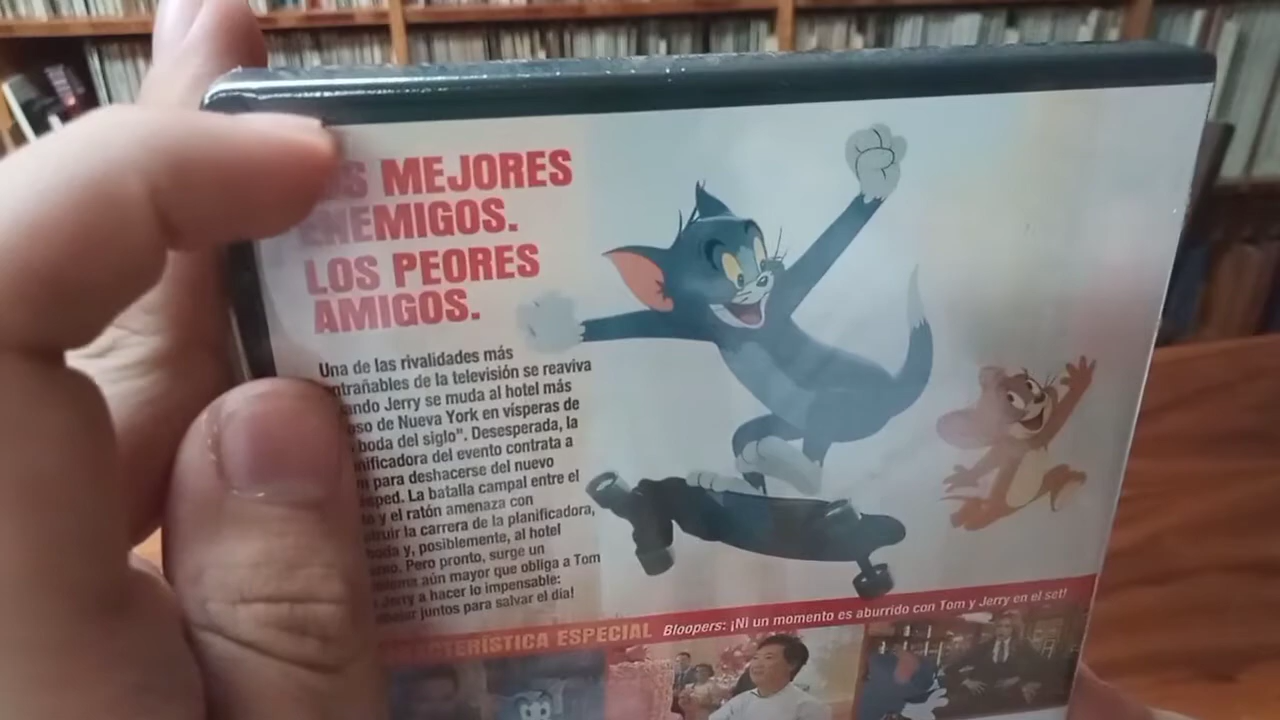 MEJORES
ENEMIGOS.
LOS PEORES
AMIGOS.
Una de las rivalidades más
entrañables de la televisión se reaviva
Jerry se muda al hotel más
de Nueva York en vísperas de
boda del siglo". Desesperada, la
planificadora del evento contrata a
para deshacerse del nuevo
La batalla campal entre el
y el ratón amenaza con
la carrera de la planificadora,
boda y, posiblemente, al hotel
Pero pronto, surge un
aún mayor que obliga a Tom
Jerry a hacer lo impensable:
juntos para salvar el día!
CARACTERÍSTICA ESPECIAL Bloopers: ¡Ni un momento es aburrido con Tom y Jerry en el set!